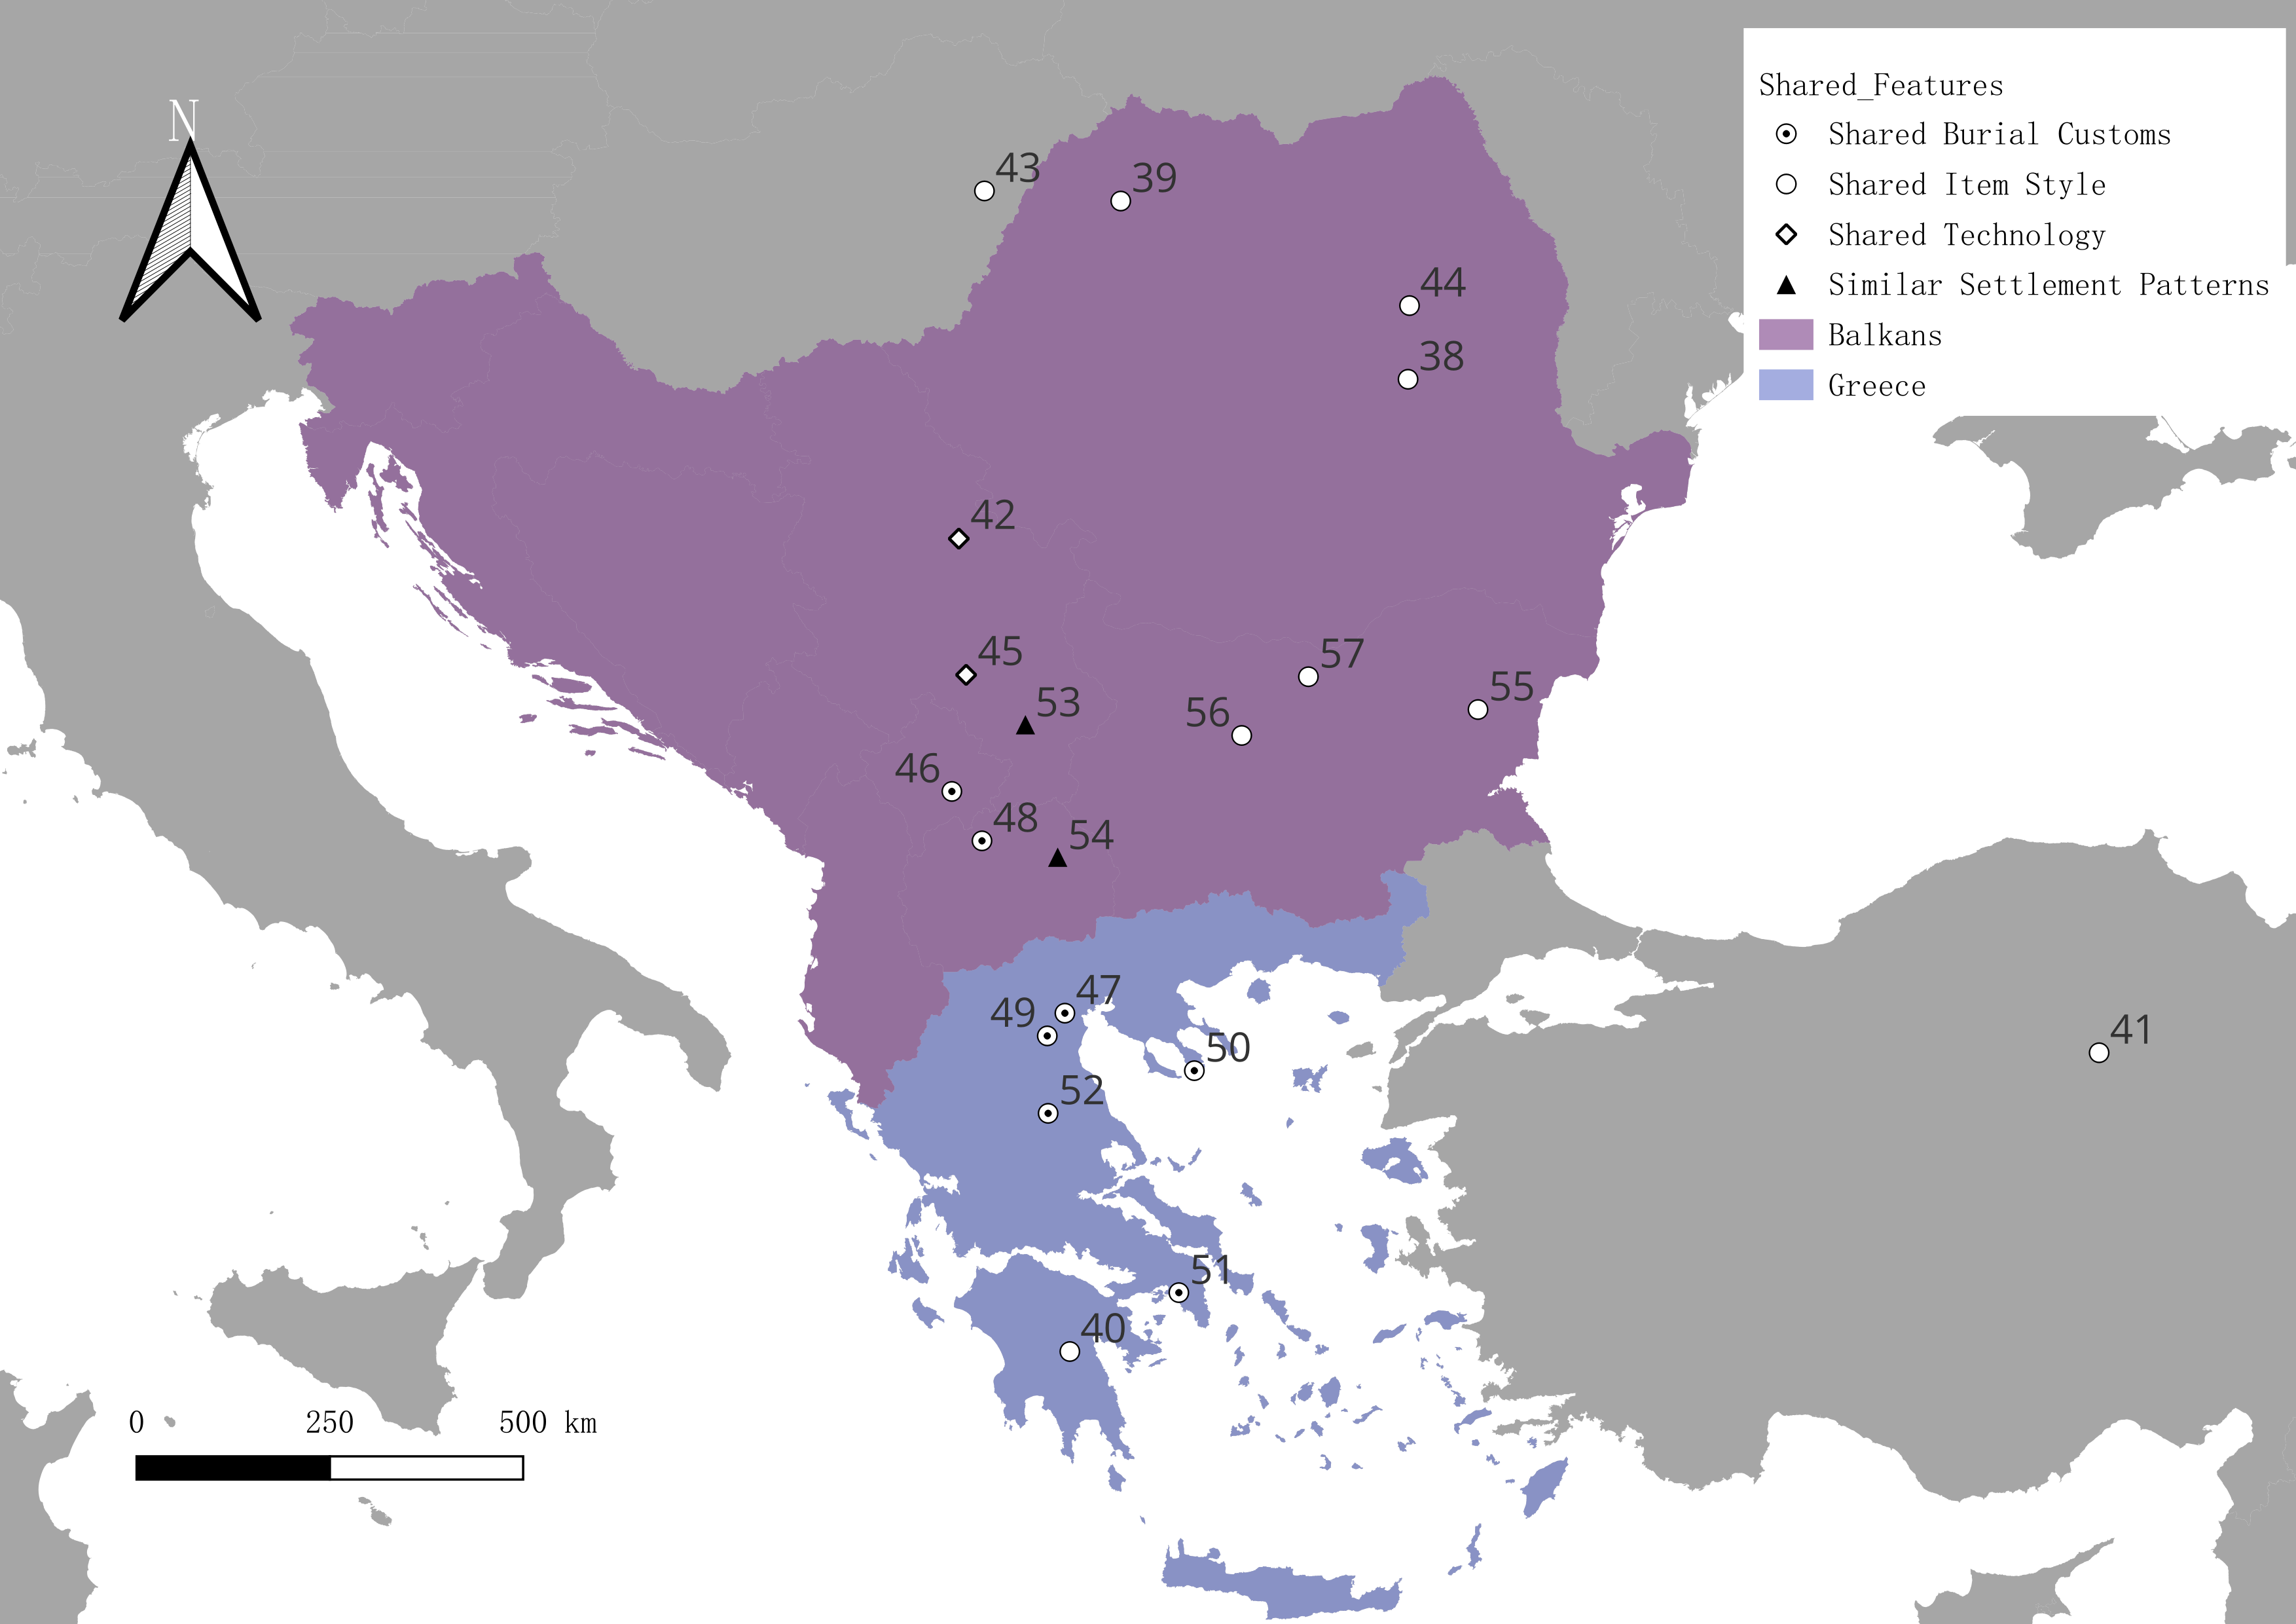 N
Shared_Features
Shared Burial Customs
Shared Item Style
Shared Technology
Similar Settlement Patterns
Balkans
Greece
43
39
44
38
42
45
57
55
53
56
46
48
54
47
49
41
50
52
51
40
0 250 500 km